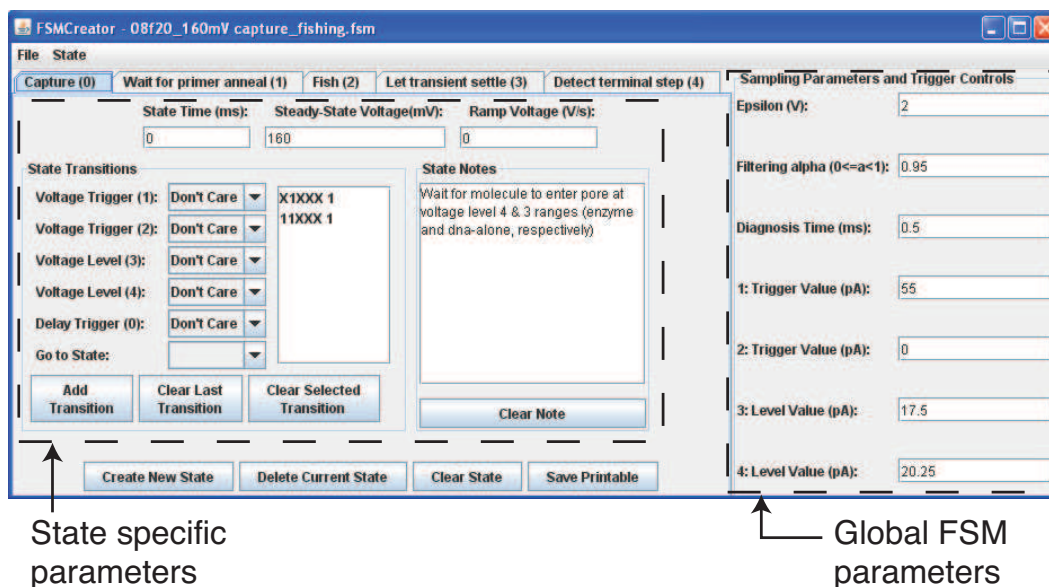 FSMCreator - 08f20_160mV capture_fishing.fsm
File State
Capture (0) Wait for primer anneal (1) Fish (2) Let transient settle (3) Detect terminal step (4)
State Time (ms): Steady-State Voltage(mV): Ramp Voltage (V/s):
0 160 0
State Transitions
Voltage Trigger (1): Don't Care
Voltage Trigger (2): Don't Care
Voltage Level (3): Don't Care
Voltage Level (4): Don't Care
Delay Trigger (0): Don't Care
Go to State:
X1XXX 1
11XXX 1
Add Transition
Clear Last Transition
Clear Selected Transition
State Notes
Wait for molecule to enter pore at
voltage level 4 & 3 ranges (enzyme
and dna-alone, respectively)
Clear Note
Create New State Delete Current State Clear State Save Printable
Sampling Parameters and Trigger Controls
Epsilon (V): 2
Filtering alpha (0<=a<1): 0.95
Diagnosis Time (ms): 0.5
1: Trigger Value (pA): 55
2: Trigger Value (pA): 0
3: Level Value (pA): 17.5
4: Level Value (pA): 20.25
State specific
parameters
Global FSM
parameters